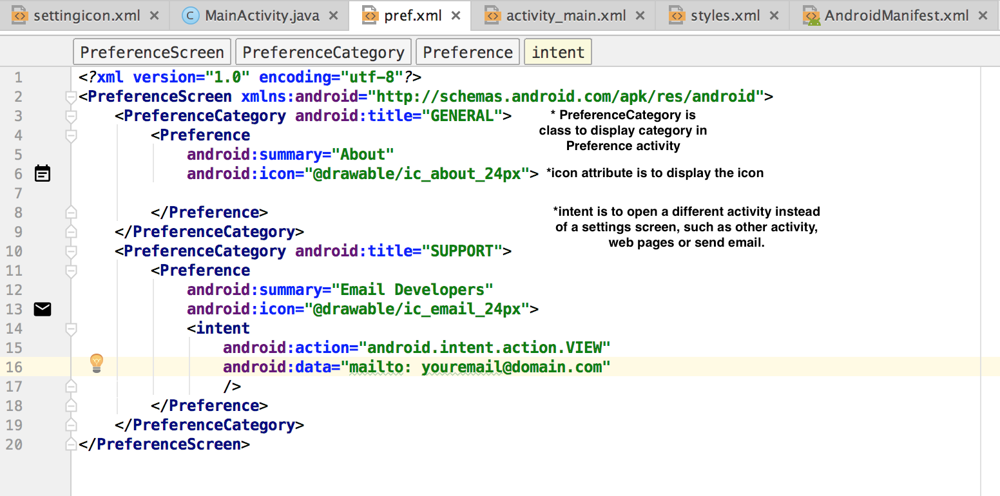 settingicon.xml MainActivity.java pref.xml activity_main.xml styles.xml AndroidManifest.xml
PreferenceScreen PreferenceCategory Preference intent
1 <?xml version="1.0" encoding="utf-8"?>
2 <PreferenceScreen xmlns:android="http://schemas.android.com/apk/res/android">
3 <PreferenceCategory android:title="GENERAL">
* PreferenceCategory is
class to display category in
Preference activity
4 <Preference
5 android:summary="About"
6 android:icon="@drawable/ic_about_24px"> *icon attribute is to display the icon
7
8 </Preference>
*intent is to open a different activity instead
of a settings screen, such as other activity,
web pages or send email.
9 </PreferenceCategory>
10 <PreferenceCategory android:title="SUPPORT">
11 <Preference
12 android:summary="Email Developers"
13 android:icon="@drawable/ic_email_24px">
14 <intent
15 android:action="android.intent.action.VIEW"
16 android:data="mailto: youremail@domain.com"
17 />
18 </Preference>
19 </PreferenceCategory>
20 </PreferenceScreen>